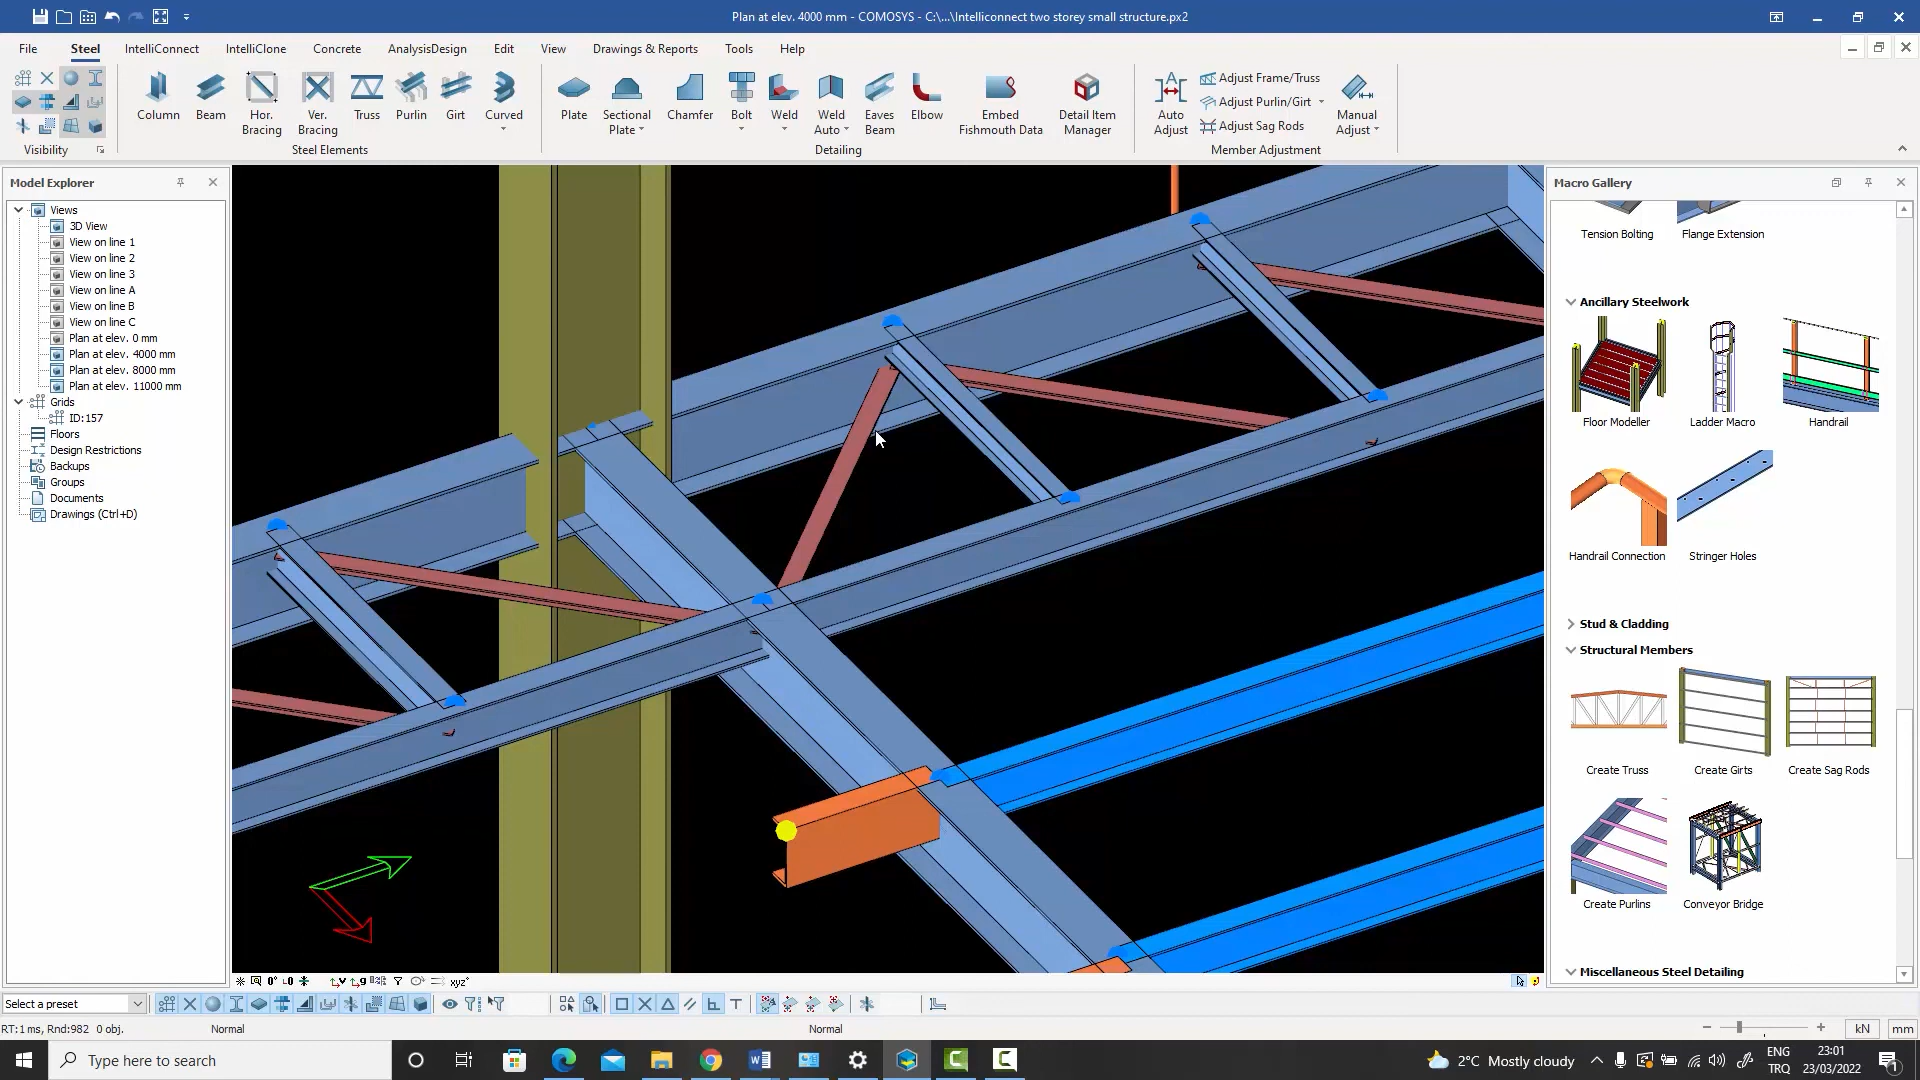 Plan at elev. 4000 mm - COMOSYS - C:\...\Intelliconnect two storey small structure.px2
File Steel IntelliConnect IntelliClone Concrete AnalysisDesign Edit View Drawings & Reports Tools Help
Visibility
Column
Beam
Hor. Bracing
Ver. Bracing
Truss
Purlin
Girt
Curved
Steel Elements
Plate
Sectional Plate
Chamfer
Bolt
Weld
Weld Auto
Eaves Beam
Elbow
Embed Fishmouth Data
Detail Item Manager
Detailing
Auto Adjust
Adjust Frame/Truss
Adjust Purlin/Girt
Adjust Sag Rods
Manual Adjust
Member Adjustment
Model Explorer
Views
3D View
View on line 1
View on line 2
View on line 3
View on line A
View on line B
View on line C
Plan at elev. 0 mm
Plan at elev. 4000 mm
Plan at elev. 8000 mm
Plan at elev. 11000 mm
Grids
ID:157
Floors
Design Restrictions
Backups
Groups
Documents
Drawings (Ctrl+D)
Macro Gallery
Tension Bolting Flange Extension
Ancillary Steelwork
Floor Modeller Ladder Macro Handrail
Handrail Connection Stringer Holes
Stud & Cladding
Structural Members
Create Truss Create Girts Create Sag Rods
Create Purlins Conveyor Bridge
Miscellaneous Steel Detailing
xyz
Select a preset
RT:1 ms, Rnd:982 0 obj. Normal Normal kN mm
Type here to search
2°C Mostly cloudy
ENG
TRQ
23:01
23/03/2022